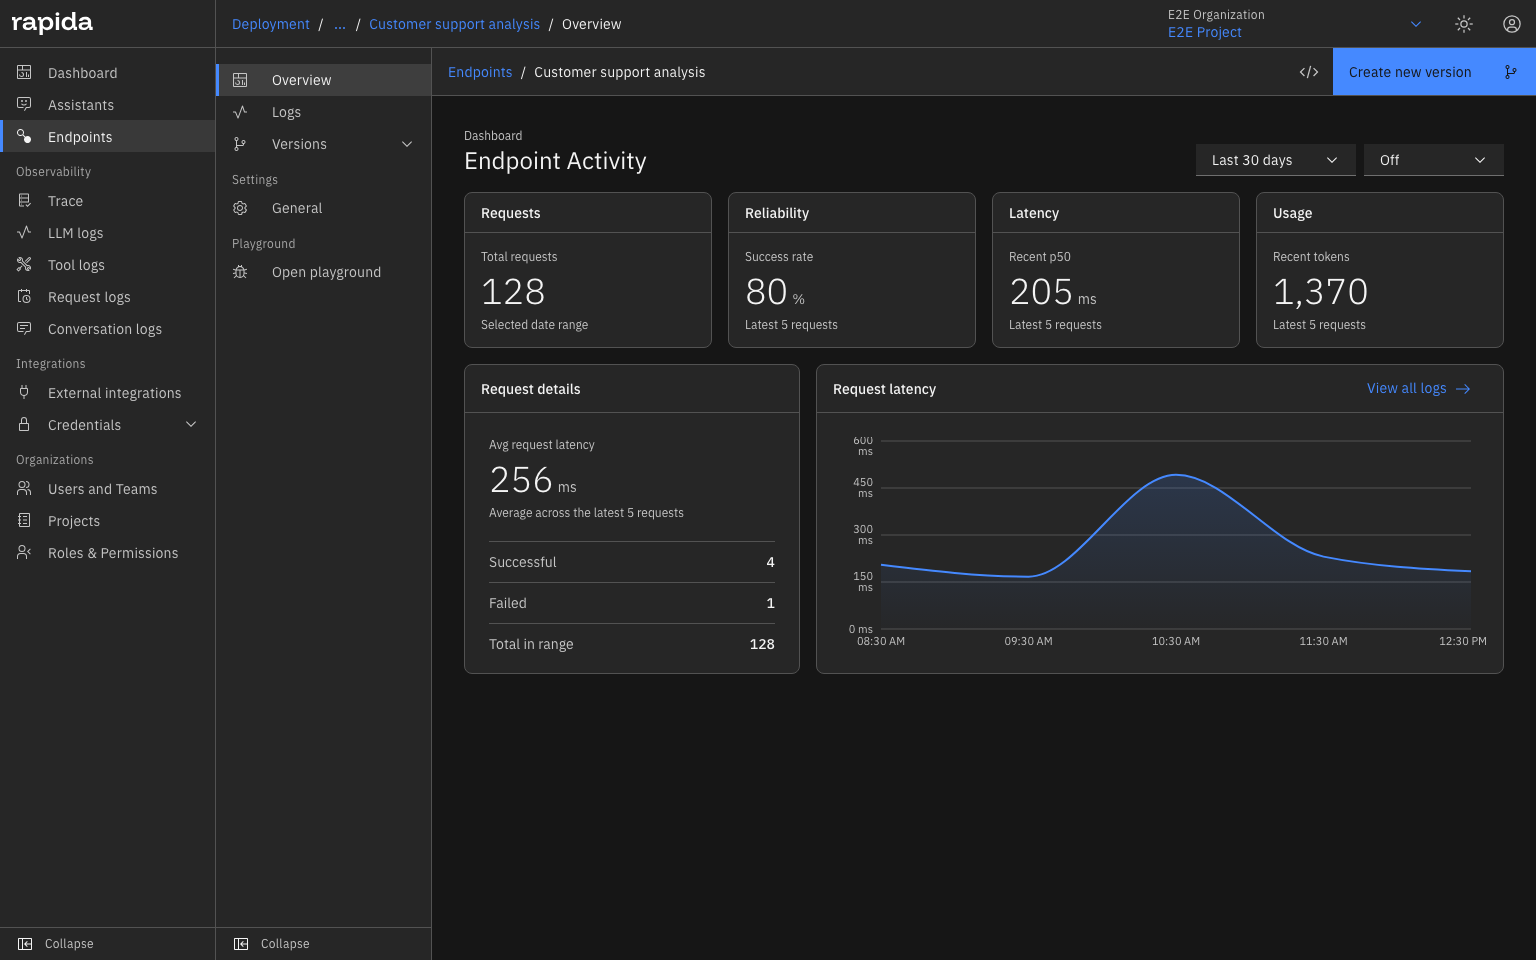 rapida
Deployment / ... / Customer support analysis / Overview
E2E Organization
E2E Project
Dashboard
Assistants
Endpoints
Observability
Trace
LLM logs
Tool logs
Request logs
Conversation logs
Integrations
External integrations
Credentials
Organizations
Users and Teams
Projects
Roles & Permissions
Collapse
Overview
Logs
Versions
Settings
General
Playground
Open playground
Collapse
Endpoints / Customer support analysis
Create new version
Dashboard
Endpoint Activity
Last 30 days
Off
Requests
Total requests
128
Selected date range
Reliability
Success rate
80 %
Latest 5 requests
Latency
Recent p50
205 ms
Latest 5 requests
Usage
Recent tokens
1,370
Latest 5 requests
Request details
Avg request latency
256 ms
Average across the latest 5 requests
Successful 4
Failed 1
Total in range 128
Request latency
View all logs
600
ms
450
ms
300
ms
150
ms
0 ms
08:30 AM 09:30 AM 10:30 AM 11:30 AM 12:30 PM